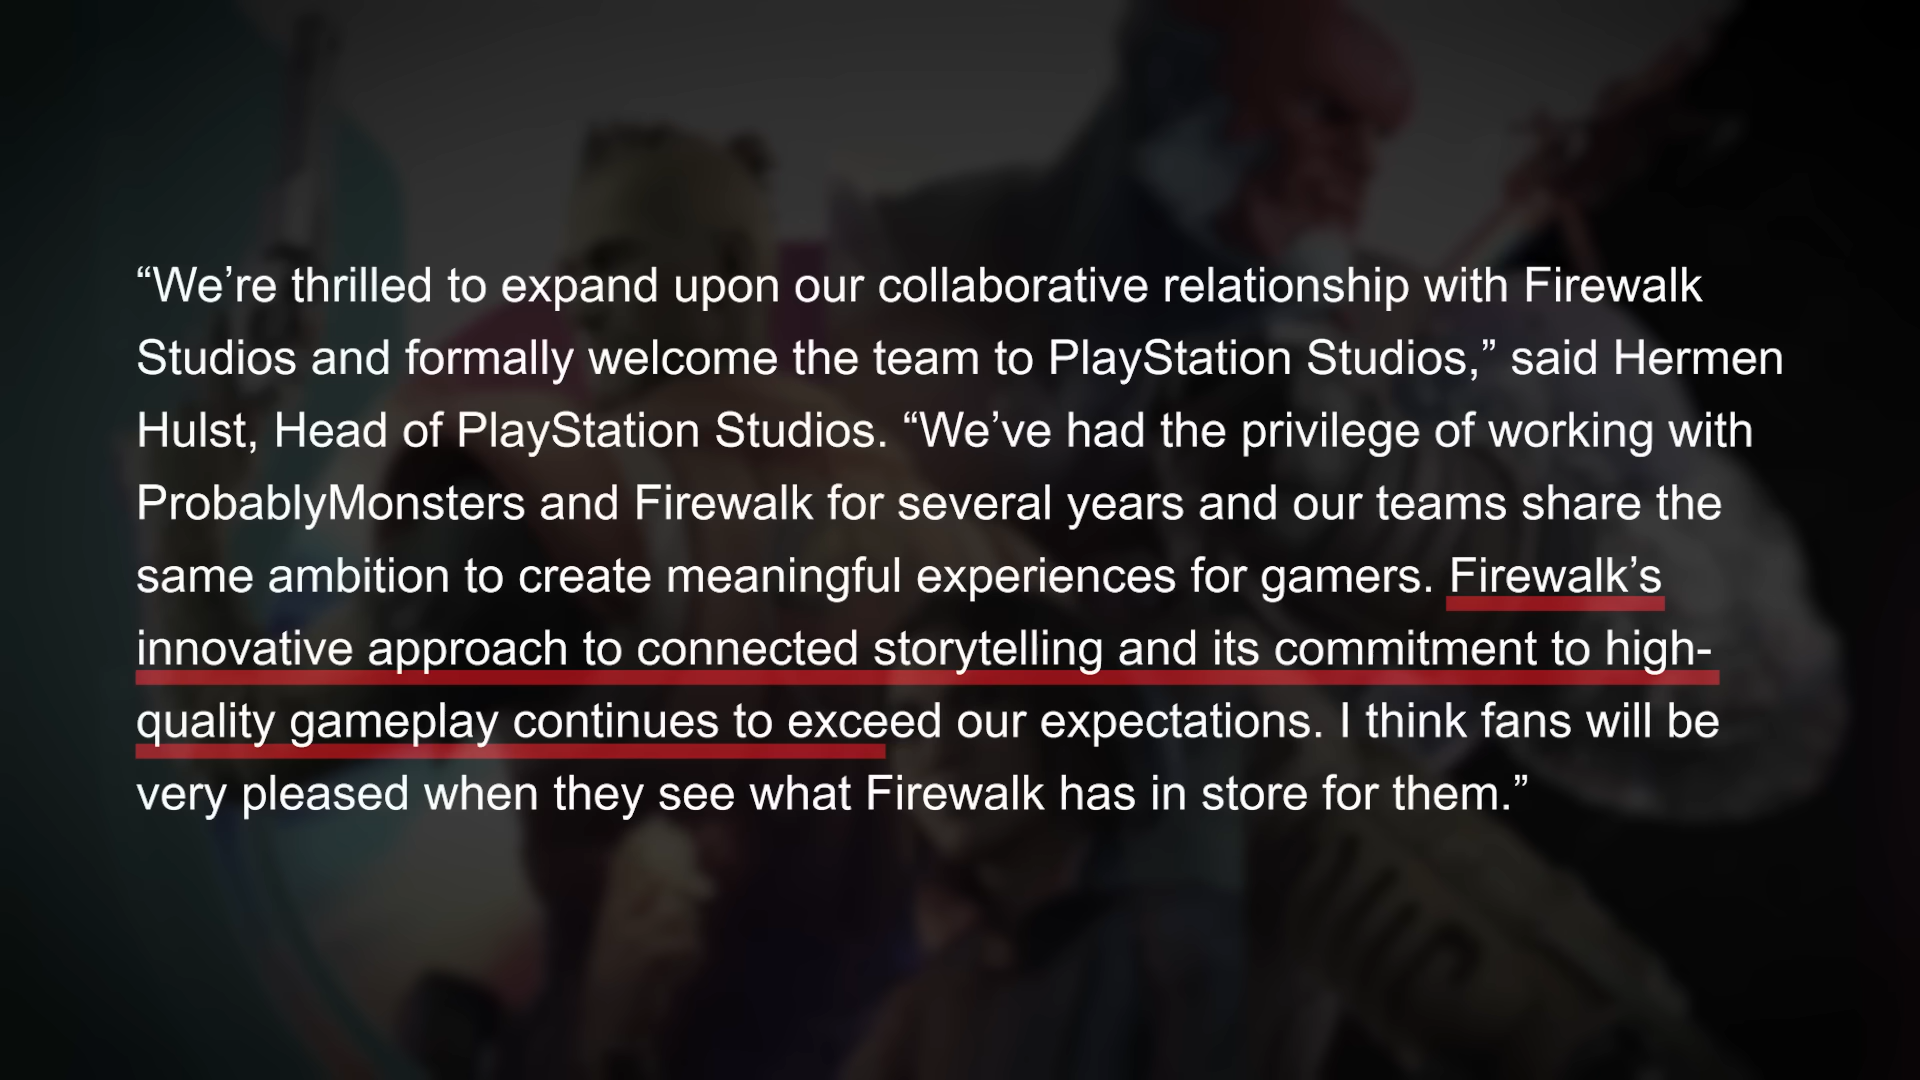 “We’re thrilled to expand upon our collaborative relationship with Firewalk
Studios and formally welcome the team to PlayStation Studios,” said Hermen
Hulst, Head of PlayStation Studios. “We’ve had the privilege of working with
ProbablyMonsters and Firewalk for several years and our teams share the
same ambition to create meaningful experiences for gamers. Firewalk’s
innovative approach to connected storytelling and its commitment to high-
quality gameplay continues to exceed our expectations. I think fans will be
very pleased when they see what Firewalk has in store for them.”